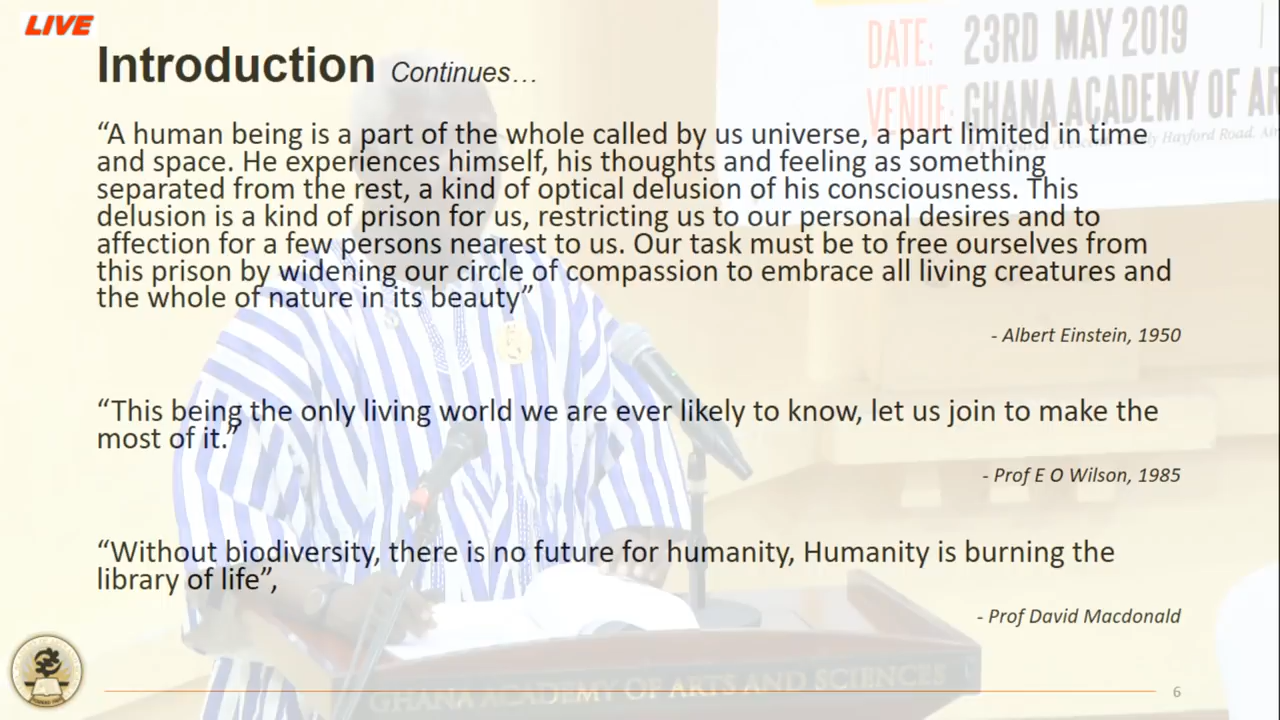 LIVE
Introduction Continues…
DATE: 23RD MAY 2019
VENUE: GHANA ACADEMY OF AR
“A human being is a part of the whole called by us universe, a part limited in time
and space. He experiences himself, his thoughts and feeling as something
separated from the rest, a kind of optical delusion of his consciousness. This
delusion is a kind of prison for us, restricting us to our personal desires and to
affection for a few persons nearest to us. Our task must be to free ourselves from
this prison by widening our circle of compassion to embrace all living creatures and
the whole of nature in its beauty”
- Albert Einstein, 1950
“This being the only living world we are ever likely to know, let us join to make the
most of it.”
- Prof E O Wilson, 1985
“Without biodiversity, there is no future for humanity, Humanity is burning the
library of life”,
- Prof David Macdonald
GHANA ACADEMY OF ARTS AND SCIENCES
6